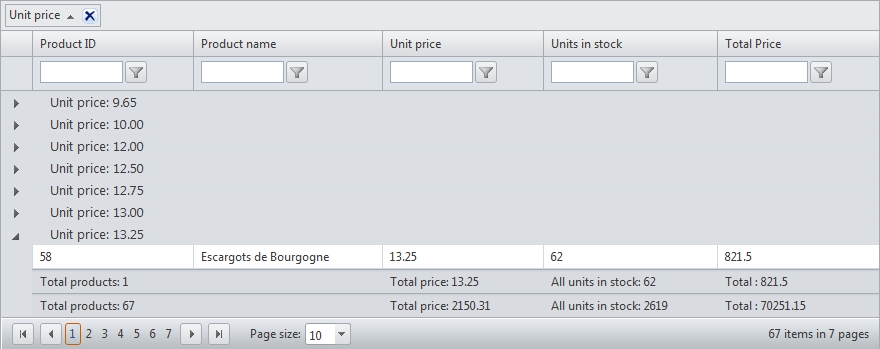 Unit price
Product ID Product name Unit price Units in stock Total Price
Unit price: 9.65
Unit price: 10.00
Unit price: 12.00
Unit price: 12.50
Unit price: 12.75
Unit price: 13.00
Unit price: 13.25
58 Escargots de Bourgogne 13.25 62 821.5
Total products: 1 Total price: 13.25 All units in stock: 62 Total : 821.5
Total products: 67 Total price: 2150.31 All units in stock: 2619 Total : 70251.15
1 2 3 4 5 6 7 Page size: 10 67 items in 7 pages